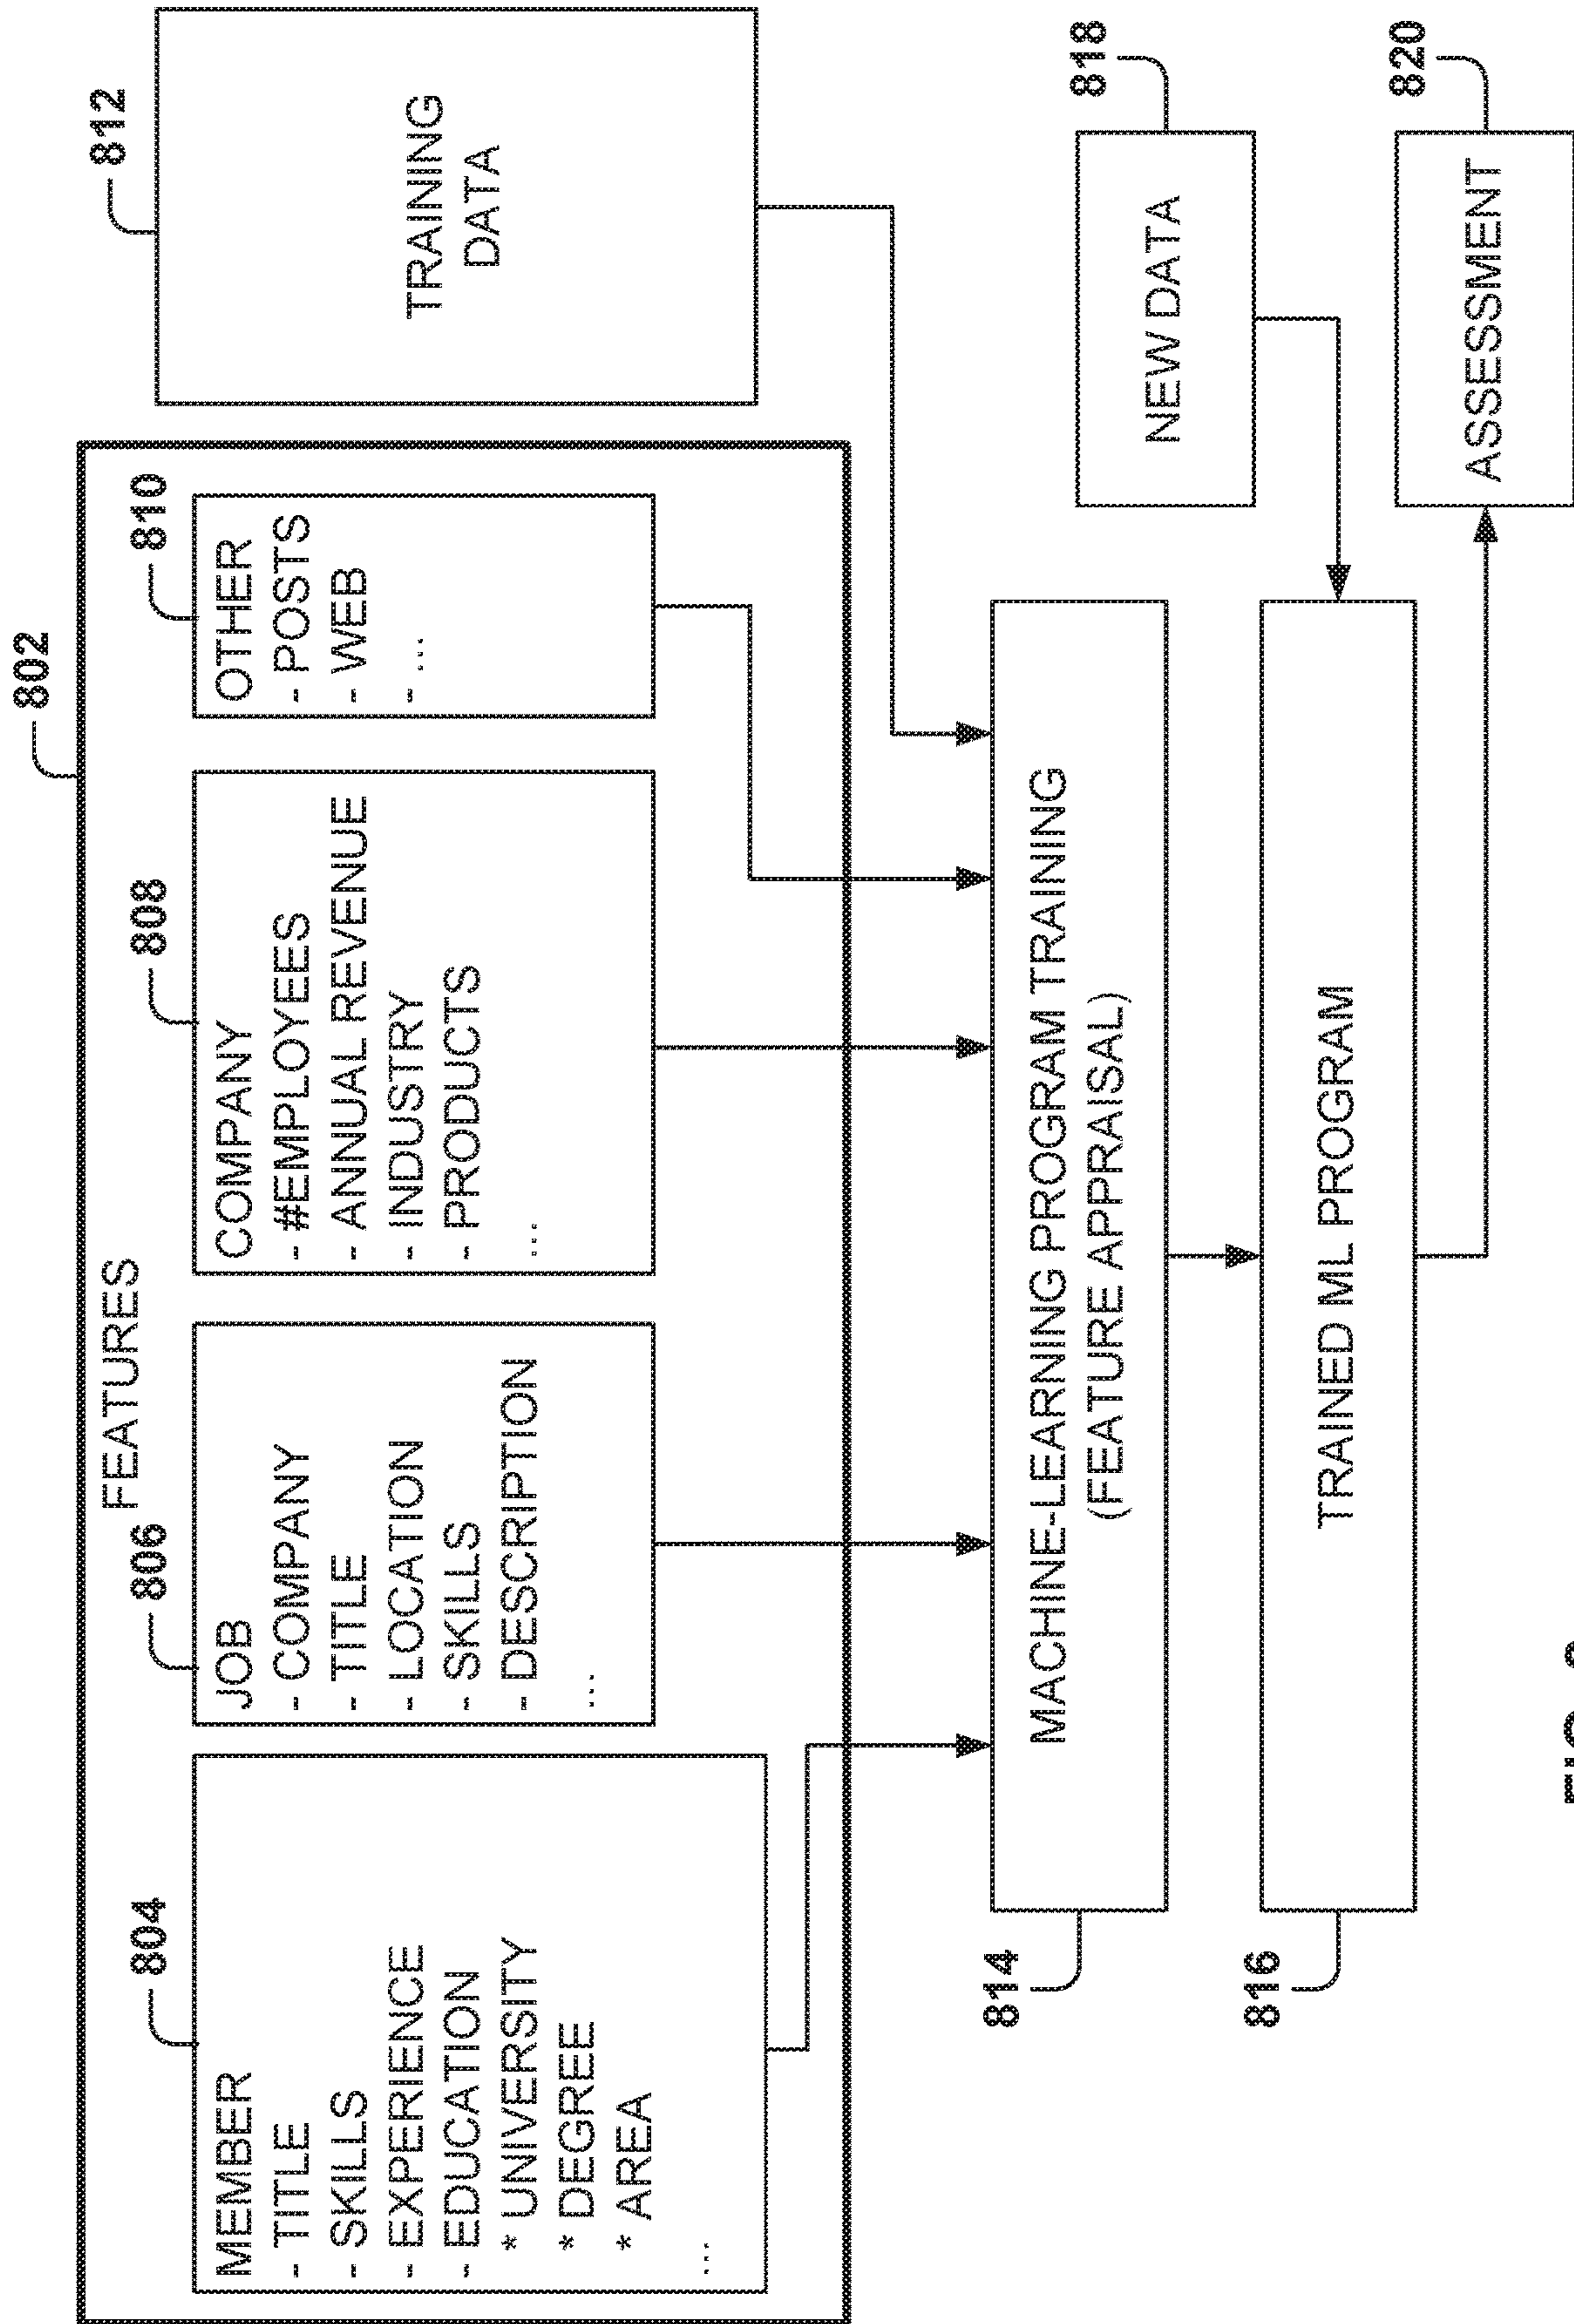 802
FEATURES
804
MEMBER
- TITLE
- SKILLS
- EXPERIENCE
- EDUCATION
* UNIVERSITY
* DEGREE
* AREA
...
806
JOB
- COMPANY
- TITLE
- LOCATION
- SKILLS
- DESCRIPTION
...
808
COMPANY
- #EMPLOYEES
- ANNUAL REVENUE
- INDUSTRY
- PRODUCTS
...
810
OTHER
- POSTS
- WEB
- ...
812
TRAINING
DATA
814
MACHINE-LEARNING PROGRAM TRAINING
(FEATURE APPRAISAL)
818
NEW DATA
816
TRAINED ML PROGRAM
820
ASSESSMENT